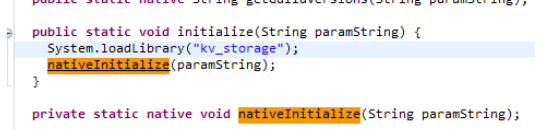 public static native String getGuildVersions(String paramString);
public static void initialize(String paramString) {
System.loadLibrary("kv_storage");
nativeInitialize(paramString);
}
private static native void nativeInitialize(String paramString);